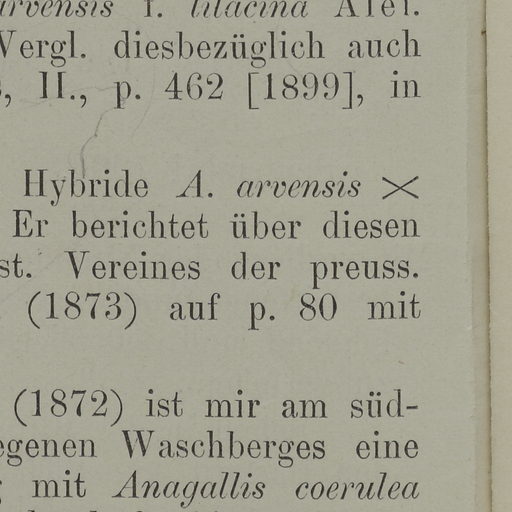 arvensis f. lilacina Alef.
Vergl. diesbezüglich auch
II., p. 462 [1899], in
Hybride A. arvensis ×
Er berichtet über diesen
st. Vereines der preuss.
(1873) auf p. 80 mit
(1872) ist mir am süd-
egenen Waschberges eine
mit Anagallis coerulea